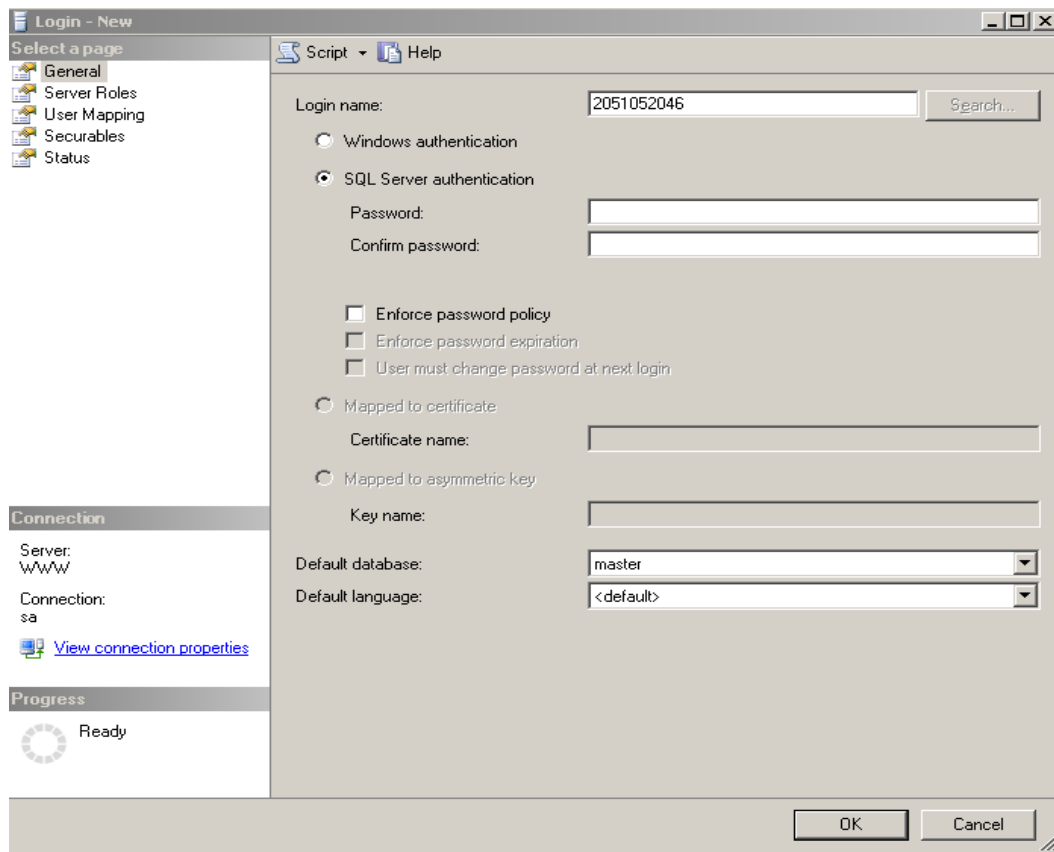 Login - New
Select a page
General
Server Roles
User Mapping
Securables
Status
Script
Help
Login name:
2051052046
Search...
Windows authentication
SQL Server authentication
Password:
Confirm password:
Enforce password policy
Enforce password expiration
User must change password at next login
Mapped to certificate
Certificate name:
Mapped to asymmetric key
Key name:
Default database:
master
Default language:
<default>
Connection
Server:
WWW
Connection:
sa
View connection properties
Progress
Ready
OK
Cancel